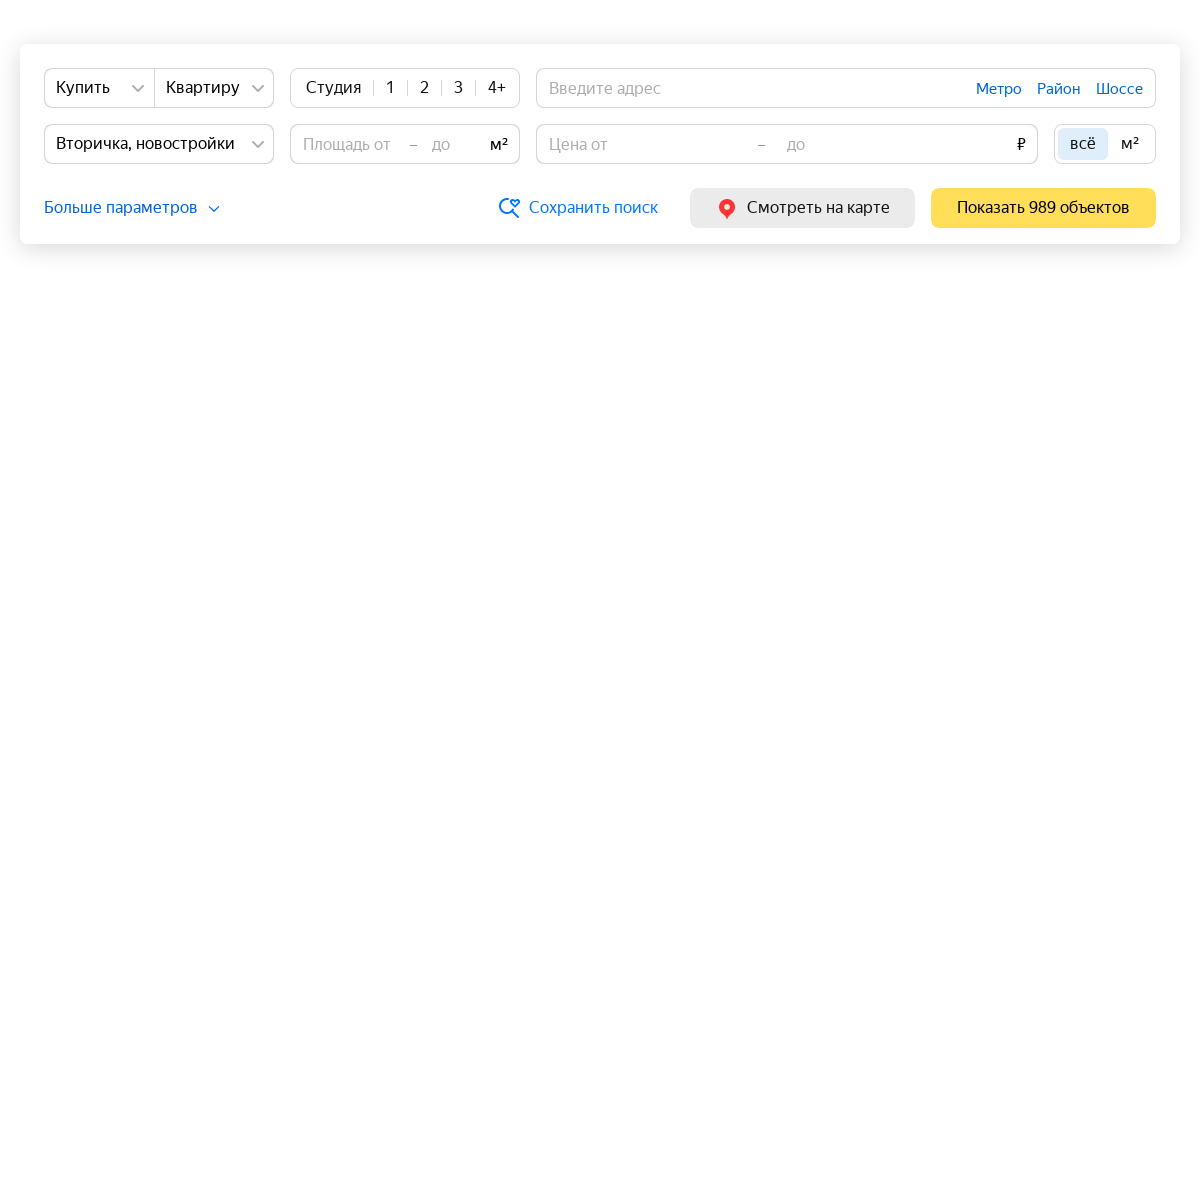 Купить Квартиру Студия 1 2 3 4+ Введите адрес Метро Район Шоссе
Вторичка, новостройки Площадь от – до м² Цена от – до ₽ всё м²
Больше параметров Сохранить поиск Смотреть на карте Показать 989 объектов